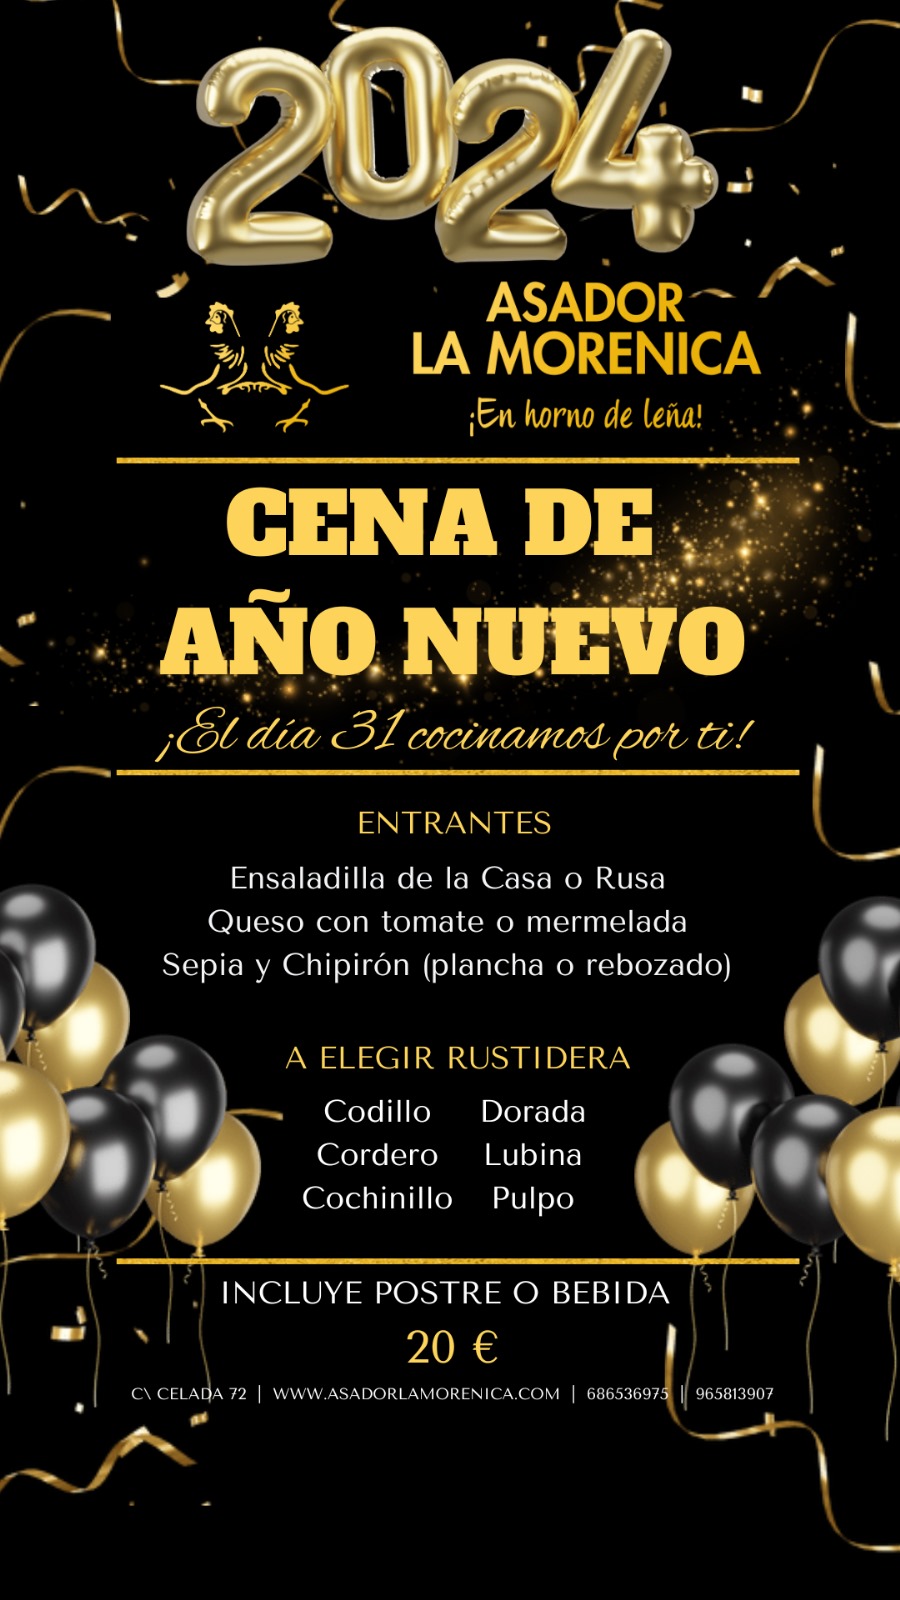 2024
ASADOR
LA MORENICA
¡En horno de leña!
CENA DE
AÑO NUEVO
¡El día 31 cocinamos por ti!
ENTRANTES
Ensaladilla de la Casa o Rusa
Queso con tomate o mermelada
Sepia y Chipirón (plancha o rebozado)
A ELEGIR RUSTIDERA
Codillo Dorada
Cordero Lubina
Cochinillo Pulpo
INCLUYE POSTRE O BEBIDA
20 €
C\ CELADA 72 | WWW.ASADORLAMORENICA.COM | 686536975 | 965813907